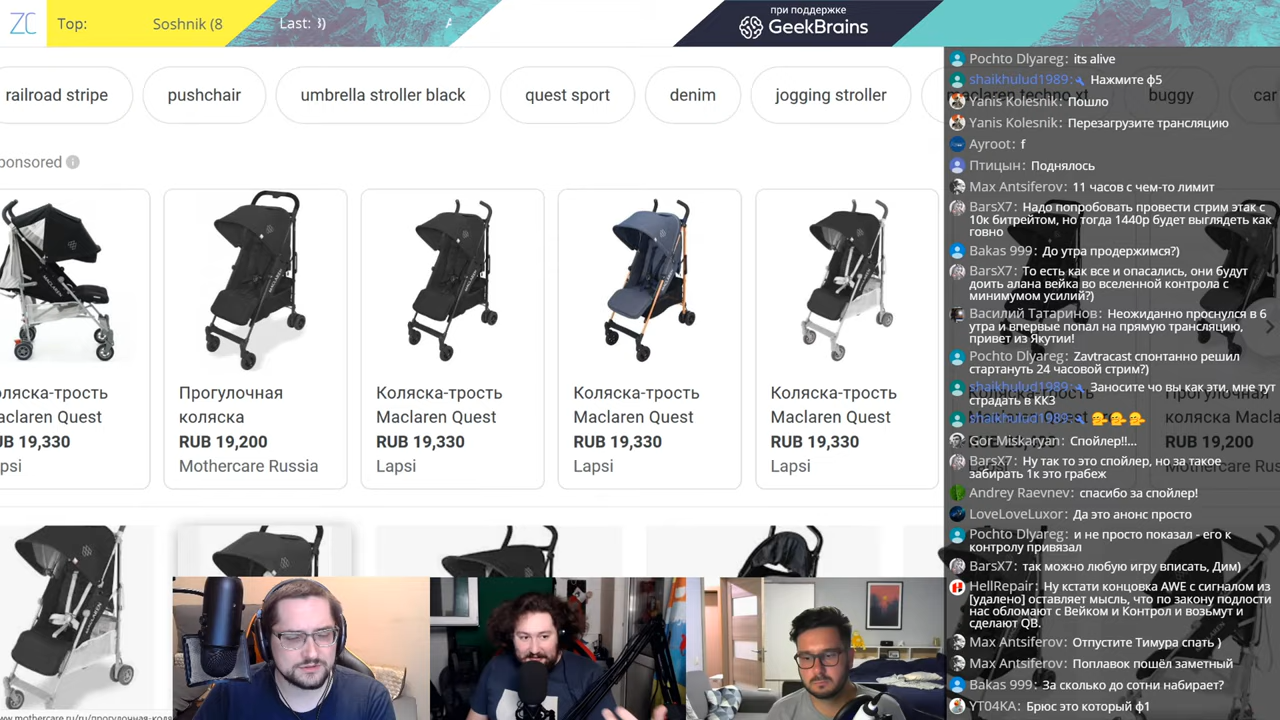 ZC
Top:
Soshnik (8
Last:
при поддержке
GeekBrains
railroad stripe
pushchair
umbrella stroller black
quest sport
denim
jogging stroller
maclaren techno xt
buggy
car
ponsored
Прогулочная
коляска
RUB 19,200
Mothercare Russia
Коляска-трость
Maclaren Quest
RUB 19,330
Lapsi
Коляска-трость
Maclaren Quest
RUB 19,330
Lapsi
Коляска-трость
Maclaren Quest
RUB 19,330
Lapsi
оляска-трость
aclaren Quest
UB 19,330
psi
Pochto Dlyareg: its alive
shaikhulud1989: Нажмите ф5
Yanis Kolesnik: Пошло
Yanis Kolesnik: Перезагрузите трансляцию
Ayroot: f
Птицын: Поднялось
Max Antsiferov: 11 часов с чем-то лимит
BarsX7: Надо попробовать провести стрим этак с
10к битрейтом, но тогда 1440p будет выглядеть как
говно
Bakas 999: До утра продержимся?)
BarsX7: То есть как все и опасались, они будут
доить алана вейка во вселенной контрола с
минимумом усилий?)
Василий Татаринов: Неожиданно проснулся в 6
утра и впервые попал на прямую трансляцию,
привет из Якутии!
Pochto Dlyareg: Zavtracast спонтанно решил
стартануть 24 часовой стрим?)
shaikhulud1989: Заносите чо вы как эти, мне тут
страдать в ККЗ
shaikhulud1989:
Gor Miskaryan: Спойлер!!...
BarsX7: Ну так то это спойлер, но за такое
забирать 1к это грабеж
Andrey Raevnev: спасибо за спойлер!
LoveLoveLuxor: Да это анонс просто
Pochto Dlyareg: и не просто показал - его к
контролу привязал
BarsX7: так можно любую игру вписать, Дим)
HellRepair: Ну кстати концовка AWE с сигналом из
[удалено] оставляет мысль, что по закону подлости
нас обломают с Вейком и Контрол и возьмут и
сделают QB.
Max Antsiferov: Отпустите Тимура спать )
Max Antsiferov: Поплавок пошёл заметный
Bakas 999: За сколько до сотни набирает?
YT04KA: Брюс это который ф1
MACLAREN